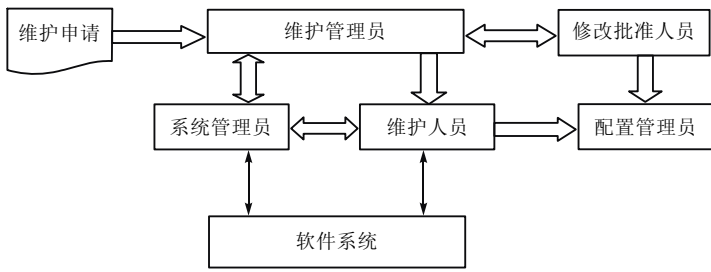 维护申请
维护管理员
修改批准人员
系统管理员
维护人员
配置管理员
软件系统